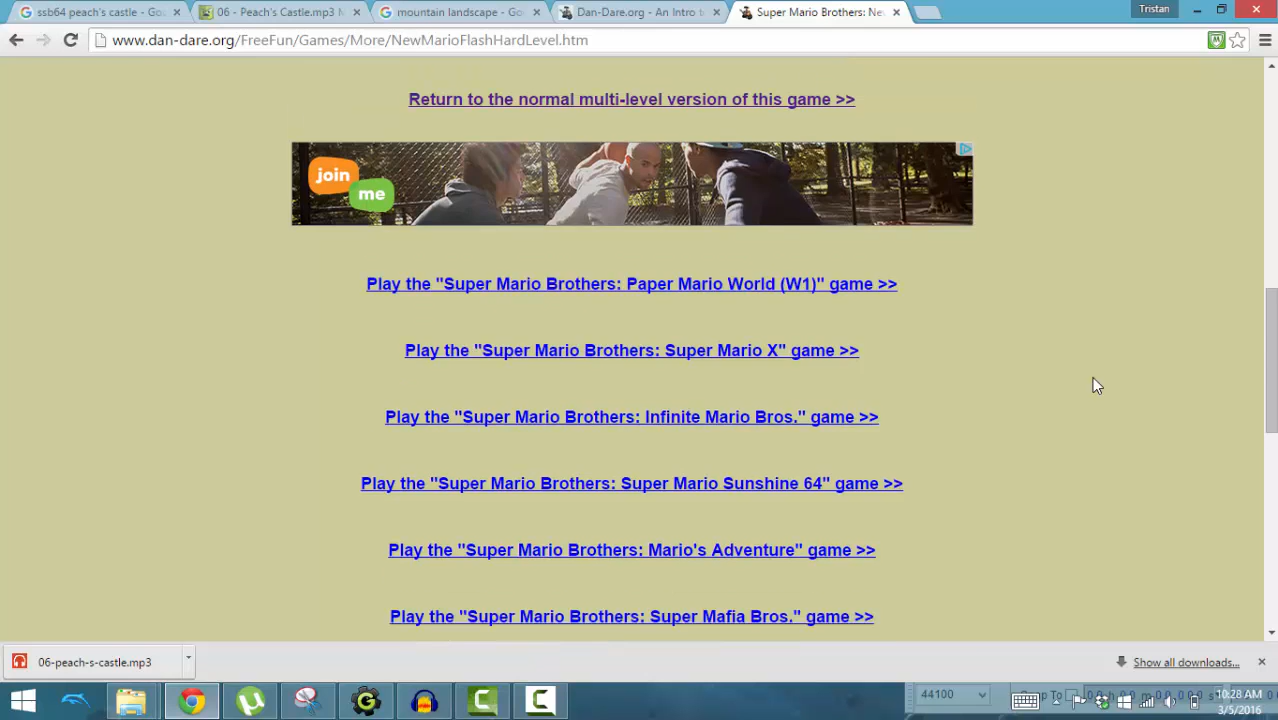 ssb64 peach's castle - Goo
06 - Peach's Castle.mp3 M
mountain landscape - Goo
Dan-Dare.org - An Intro to
Super Mario Brothers: Nev
Tristan
www.dan-dare.org/FreeFun/Games/More/NewMarioFlashHardLevel.htm
Return to the normal multi-level version of this game >>
join
me
Play the "Super Mario Brothers: Paper Mario World (W1)" game >>
Play the "Super Mario Brothers: Super Mario X" game >>
Play the "Super Mario Brothers: Infinite Mario Bros." game >>
Play the "Super Mario Brothers: Super Mario Sunshine 64" game >>
Play the "Super Mario Brothers: Mario's Adventure" game >>
Play the "Super Mario Brothers: Super Mafia Bros." game >>
06-peach-s-castle.mp3
Show all downloads...
44100
10:28 AM
3/5/2016